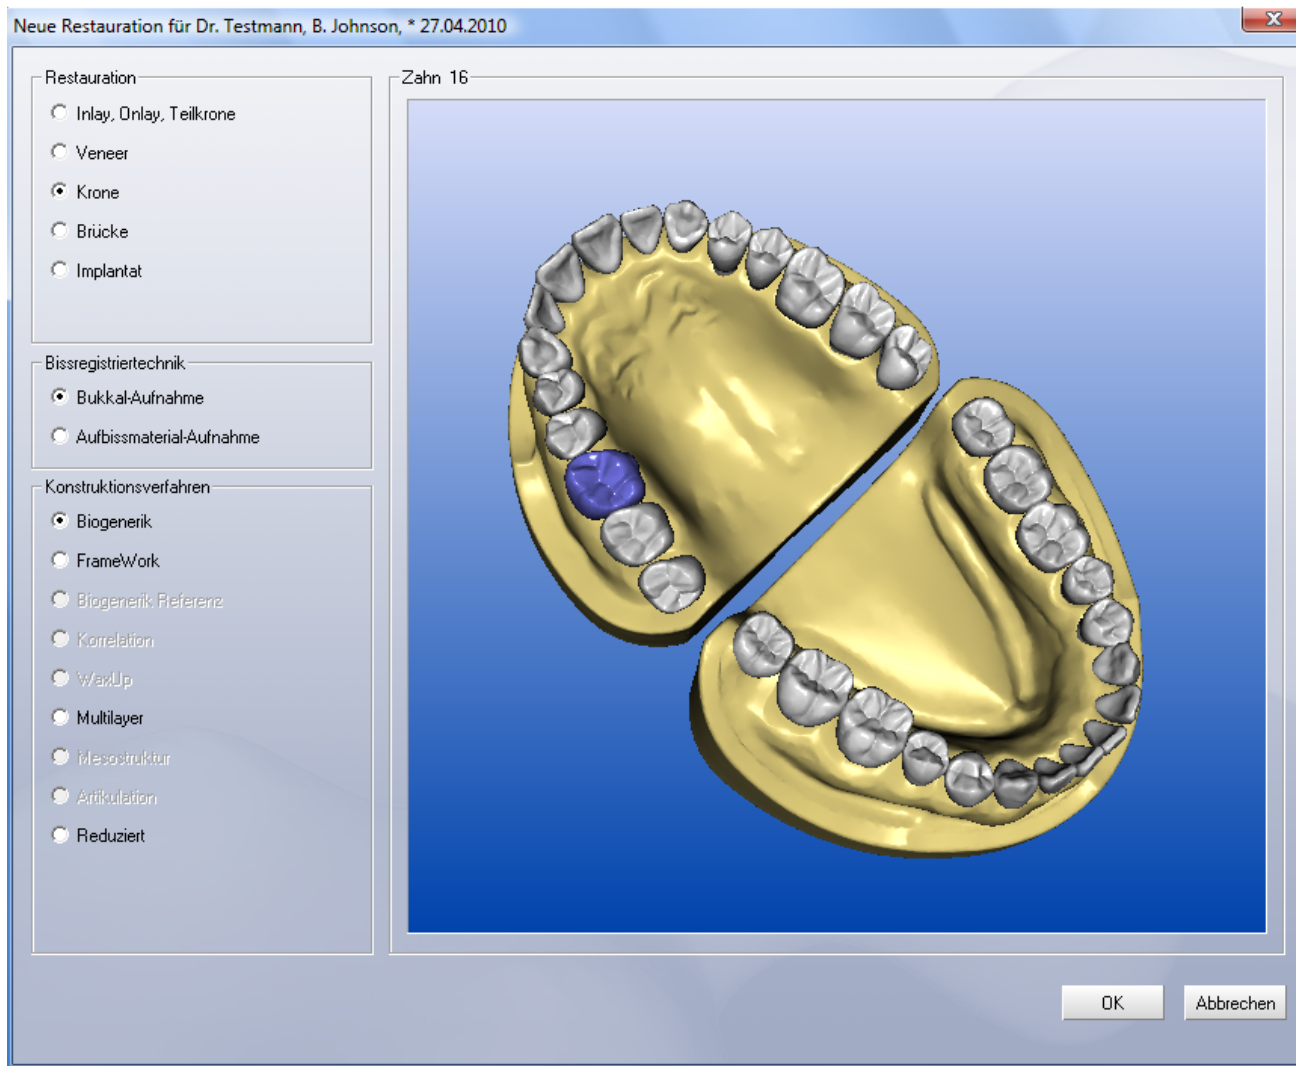 Neue Restauration für Dr. Testmann, B. Johnson, * 27.04.2010
Restauration
Inlay, Onlay, Teilkrone
Veneer
Krone
Brücke
Implantat
Bissregistriertechnik
Bukkal-Aufnahme
Aufbissmaterial-Aufnahme
Konstruktionsverfahren
Biogenerik
FrameWork
Biogenerik Referenz
Korrelation
WaxUp
Multilayer
Mesostruktur
Artikulation
Reduziert
Zahn 16
OK
Abbrechen